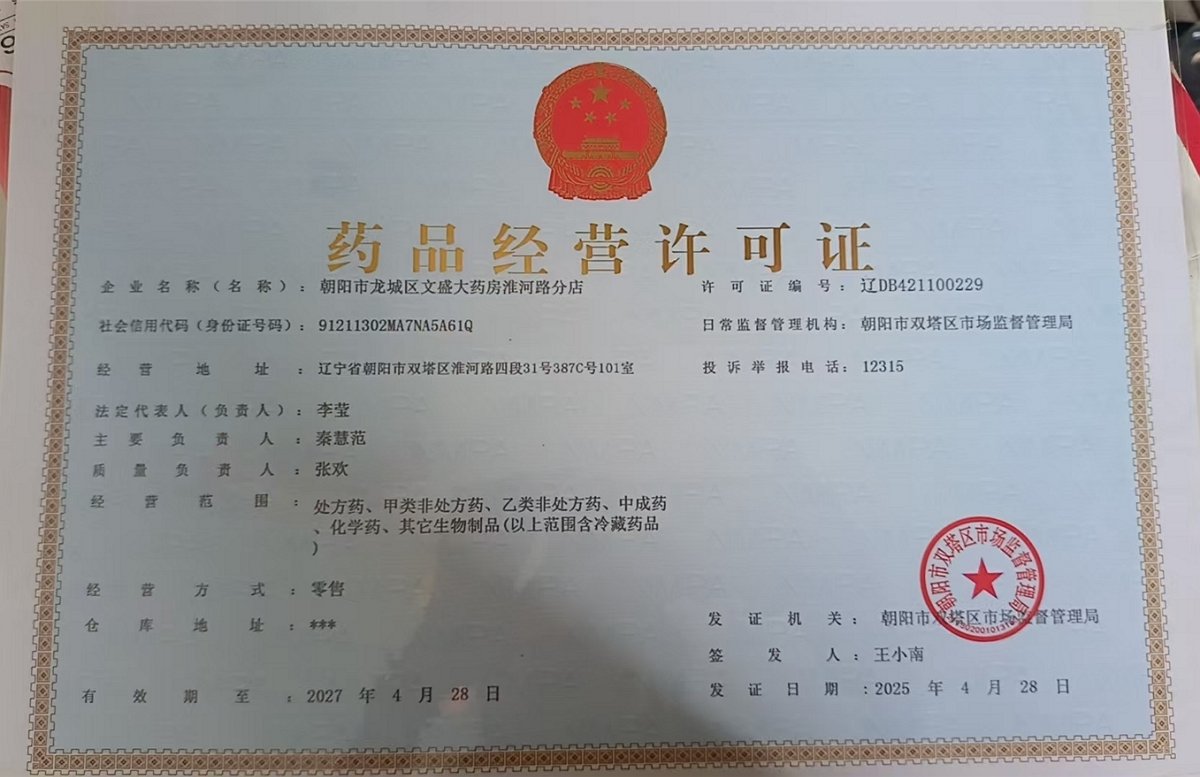 药品经营许可证
企业名称（名称）：朝阳市龙城区文盛大药房淮河路分店
许可证编号：辽DB421100229
社会信用代码（身份证号码）：91211302MA7NA5A61Q
日常监督管理机构：朝阳市双塔区市场监督管理局
经营地址：辽宁省朝阳市双塔区淮河路四段31号387C号101室
投诉举报电话：12315
法定代表人（负责人）：李莹
主要负责人：秦慧范
质量负责人：张欢
经营范围：处方药、甲类非处方药、乙类非处方药、中成药
、化学药、其它生物制品(以上范围含冷藏药品
)
经营方式：零售
仓库地址：***
朝阳市双塔区市场监督管理局
发证机关：朝阳市双塔区市场监督管理局
签发人：王小南
有效期至：2027 年 4 月 28 日
发证日期:2025 年 4 月 28 日